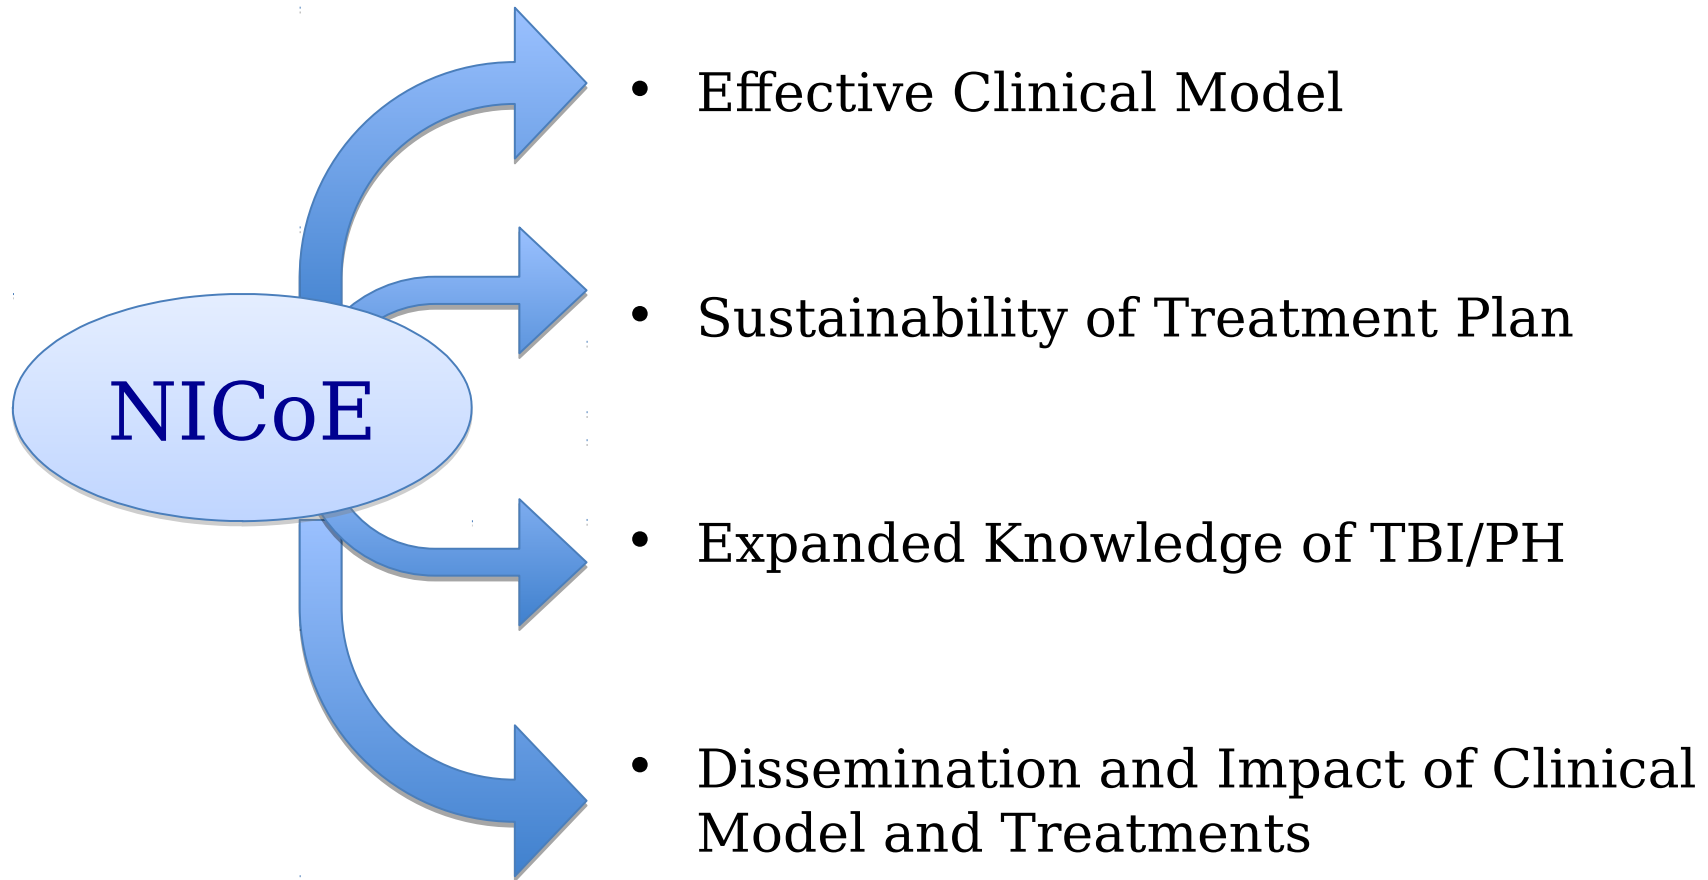 • Effective Clinical Model
• Sustainability of Treatment Plan
NICoE
• Expanded Knowledge of TBI/PH
• Dissemination and Impact of Clinical
Model and Treatments